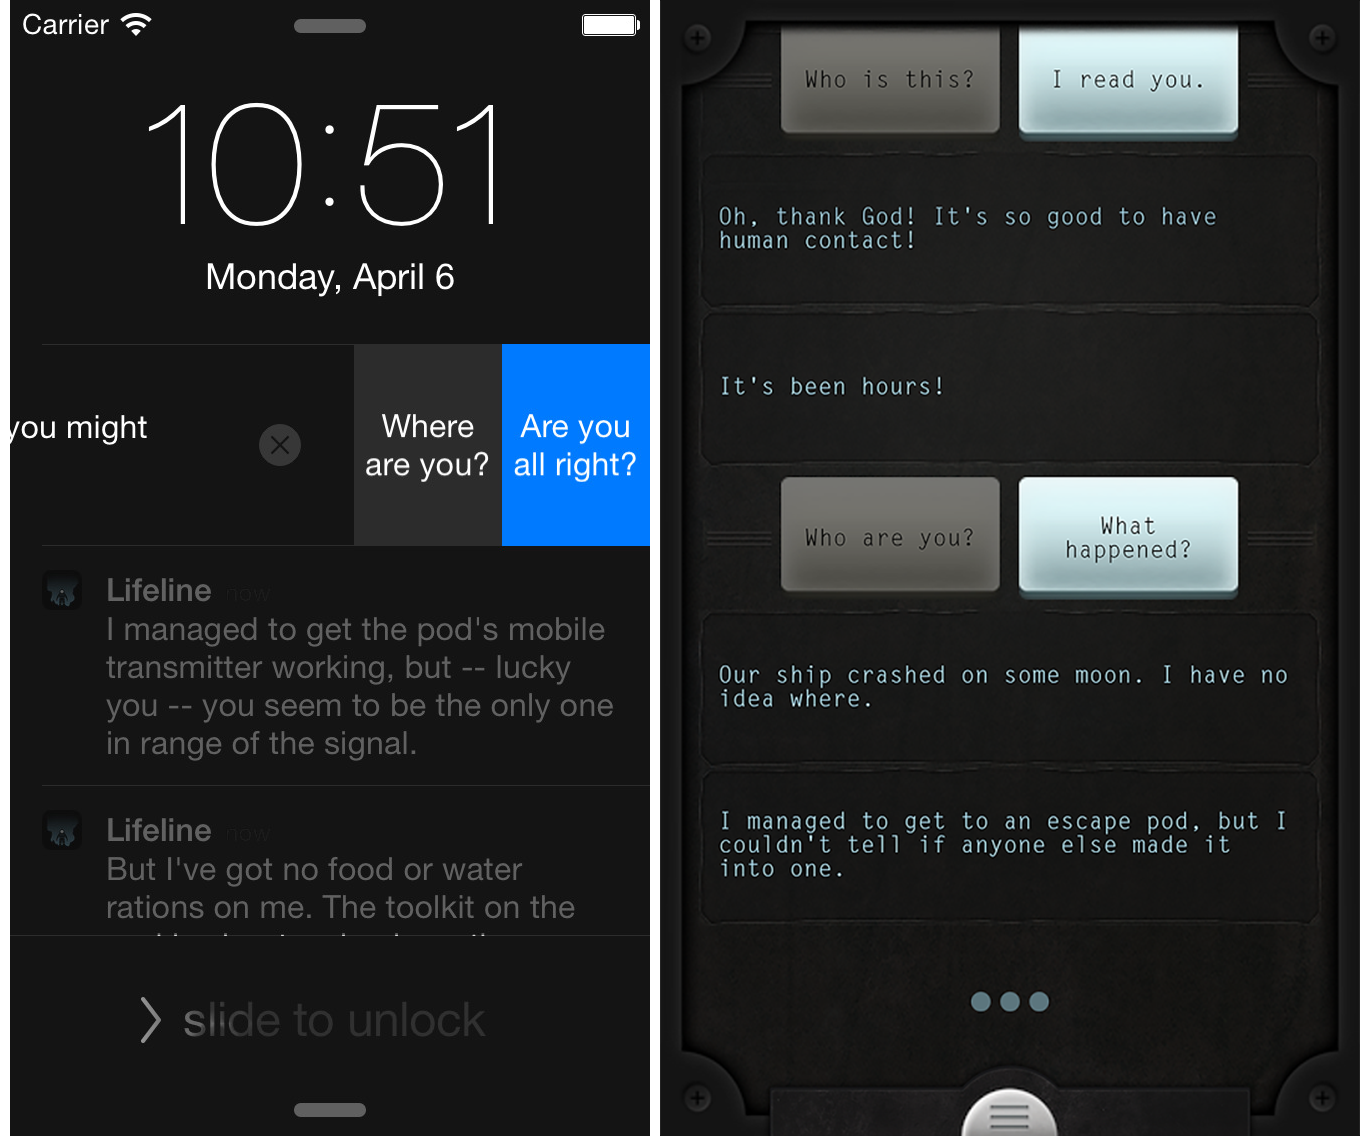 Carrier
10:51
Monday, April 6
you might
Where
are you?
Are you
all right?
Lifeline now
I managed to get the pod's mobile
transmitter working, but -- lucky
you -- you seem to be the only one
in range of the signal.
Lifeline now
But I've got no food or water
rations on me. The toolkit on the
slide to unlock
Who is this?
I read you.
Oh, thank God! It's so good to have
human contact!
It's been hours!
Who are you?
What
happened?
Our ship crashed on some moon. I have no
idea where.
I managed to get to an escape pod, but I
couldn't tell if anyone else made it
into one.